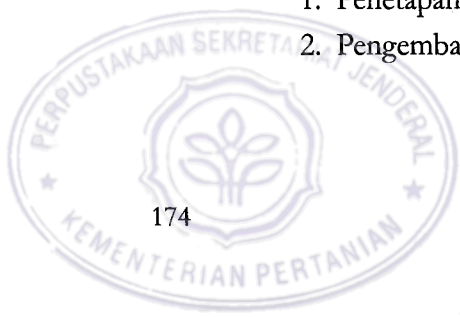 1. Penetapan
2. Pengemba
PERPUSTAKAAN SEKRETARIAT JENDERAL
174
KEMENTERIAN PERTANIAN